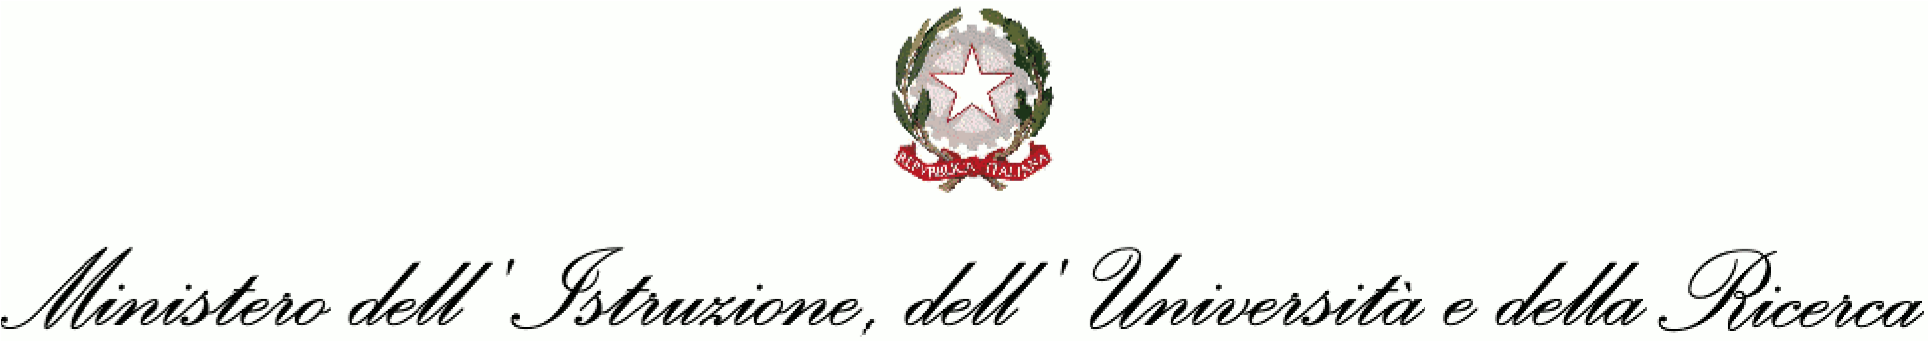 REPVBBLICA ITALIANA
Ministero dell' Istruzione, dell' Università e della Ricerca